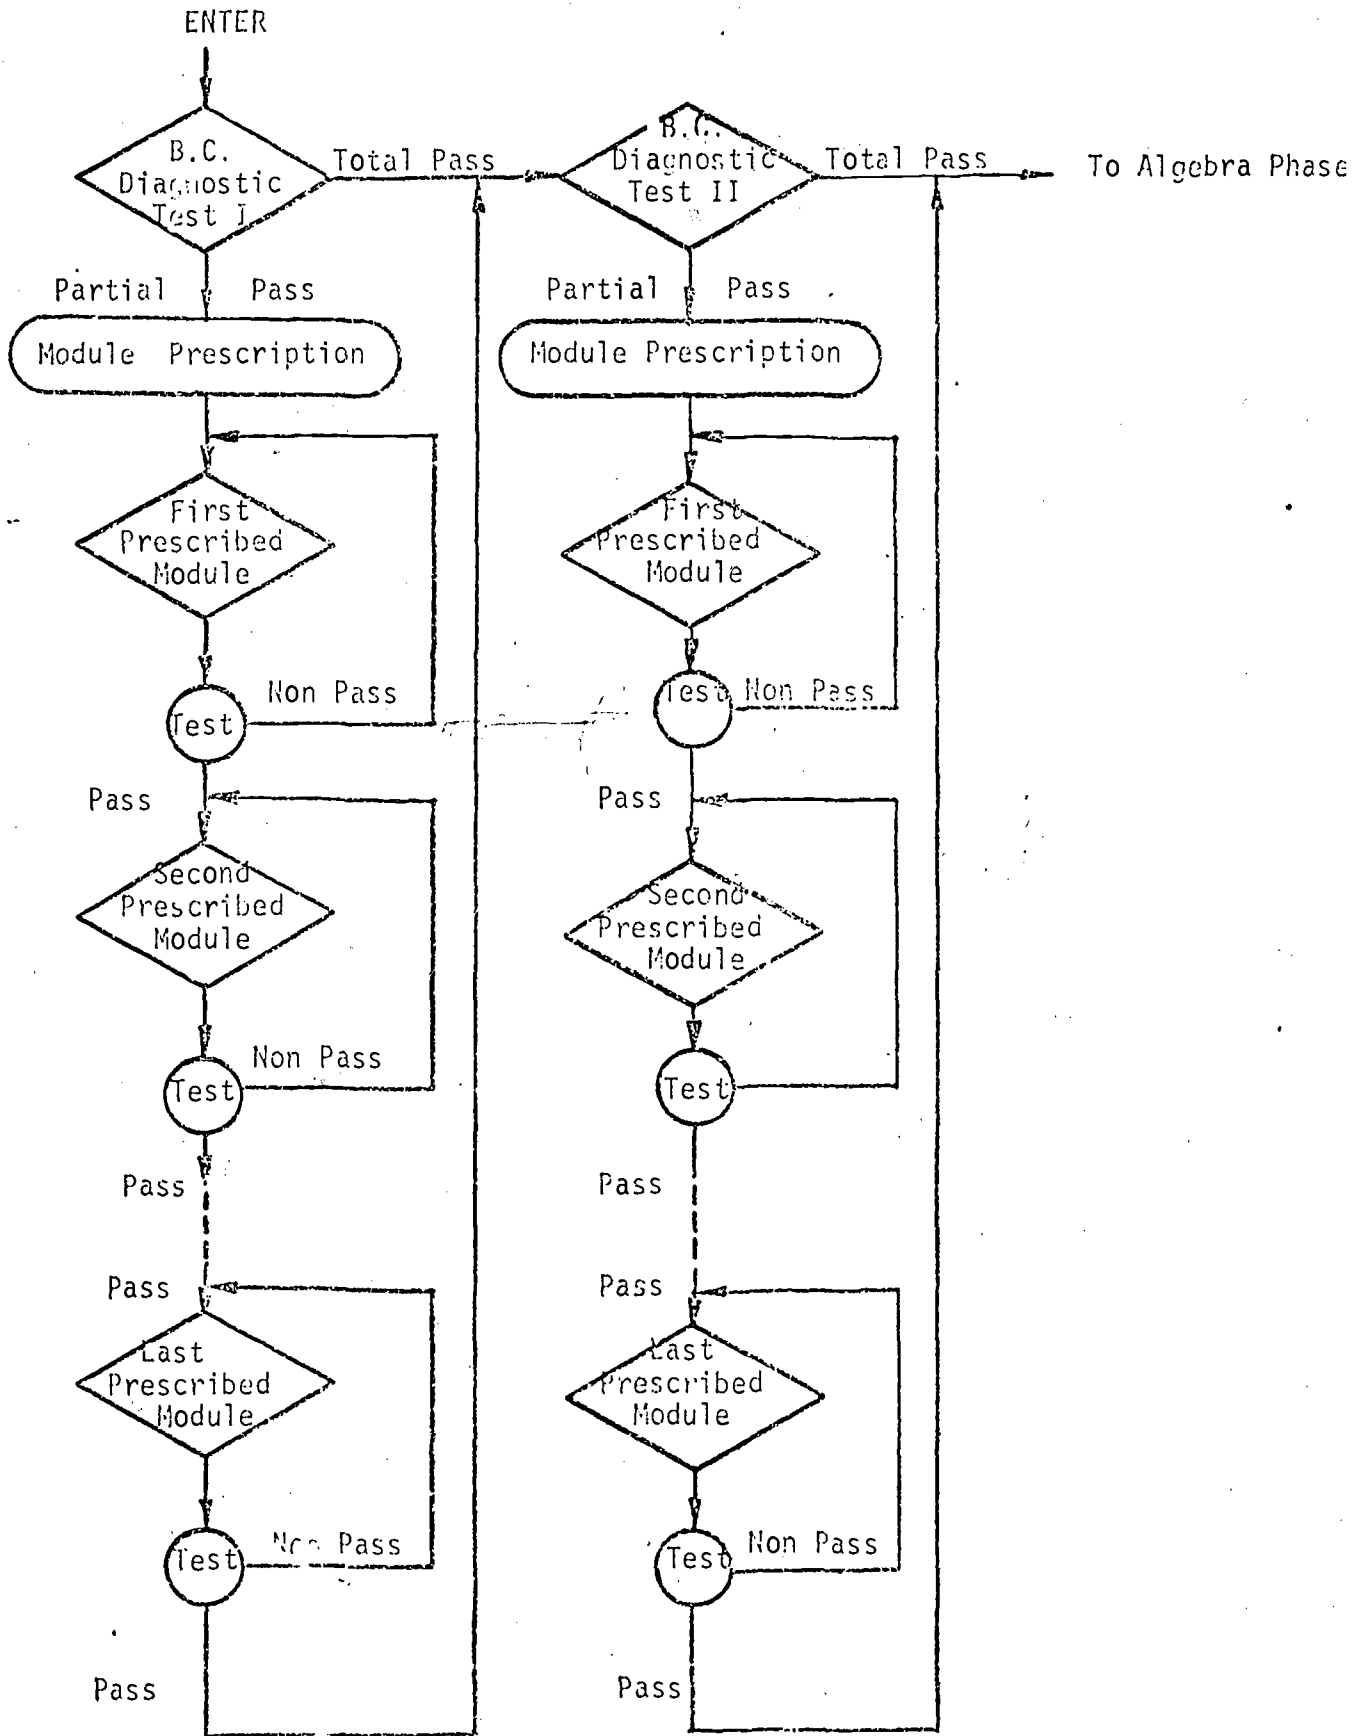 ENTER
B.C.
Diagnostic
Test I
Total Pass
B.C.
Diagnostic
Test II
Total Pass
To Algebra Phase
Partial Pass
Module Prescription
Partial Pass
Module Prescription
First
Prescribed
Module
Test
Non Pass
Pass
Second
Prescribed
Module
Test
Non Pass
Pass
Pass
Last
Prescribed
Module
Test
Non Pass
Pass
First
Prescribed
Module
Test
Non Pass
Pass
Second
Prescribed
Module
Test
Pass
Pass
Last
Prescribed
Module
Test
Non Pass
Pass